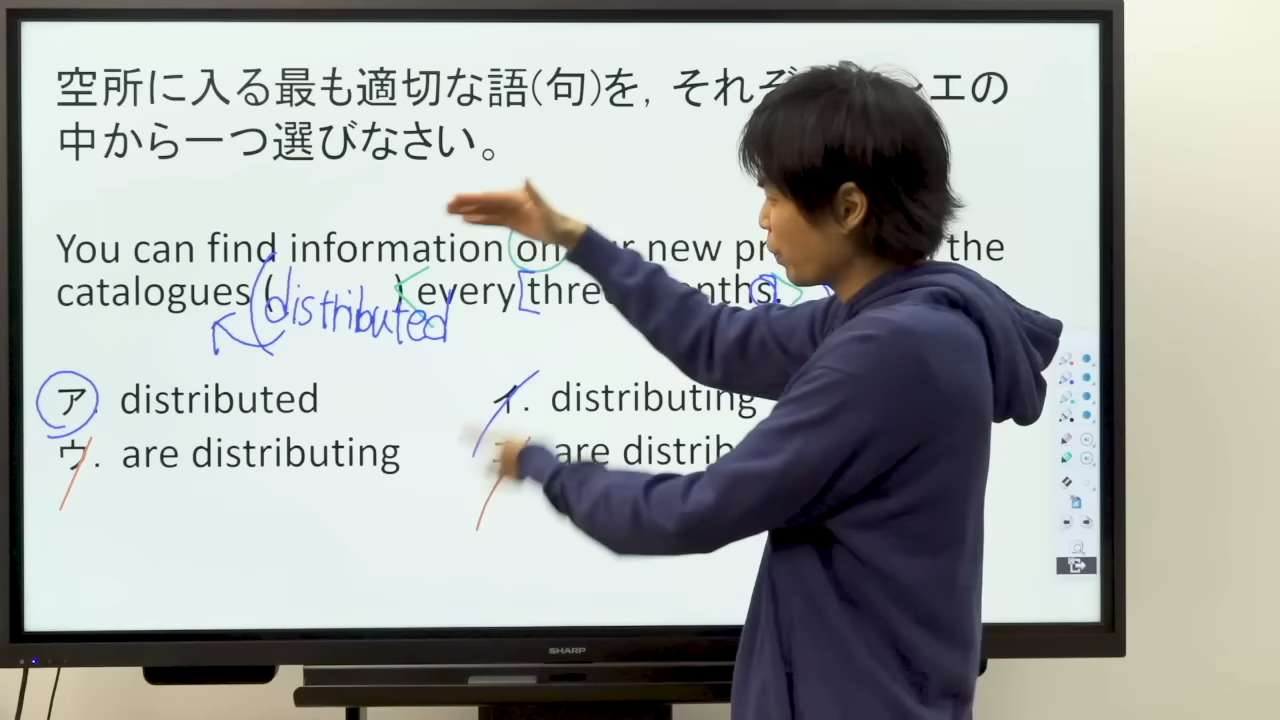 空所に入る最も適切な語(句)を，それぞ エの
中から一つ選びなさい。
You can find information on new the
catalogues ( distributed ) every three months.
ア. distributed イ. distributing
ウ. are distributing are
SHARP